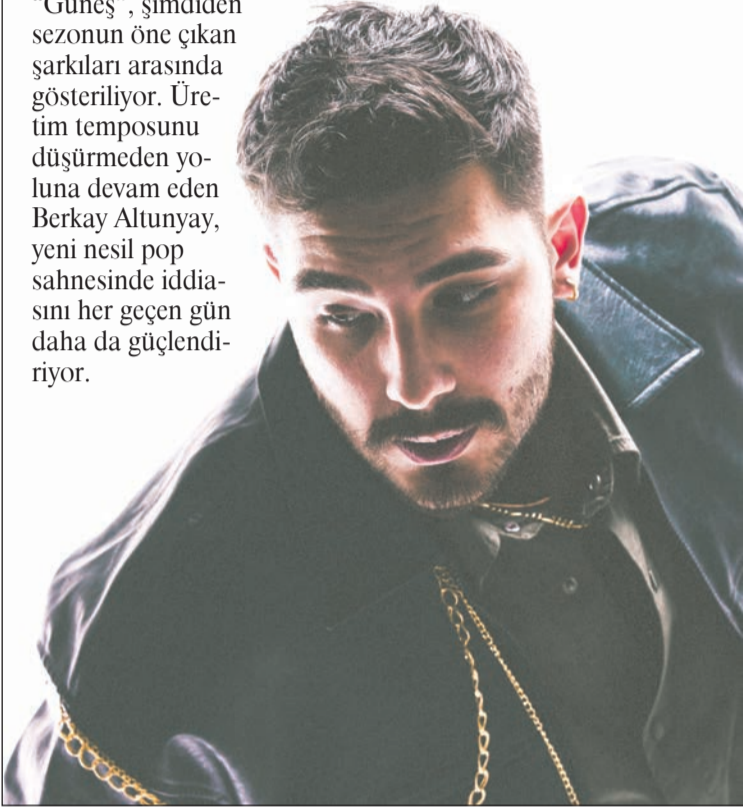 "Güneş", şimdiden
sezonun öne çıkan
şarkıları arasında
gösteriliyor. Üre-
tim temposunu
düşürmeden yo-
luna devam eden
Berkay Altunyay,
yeni nesil pop
sahnesinde iddia-
sını her geçen gün
daha da güçlendi-
riyor.